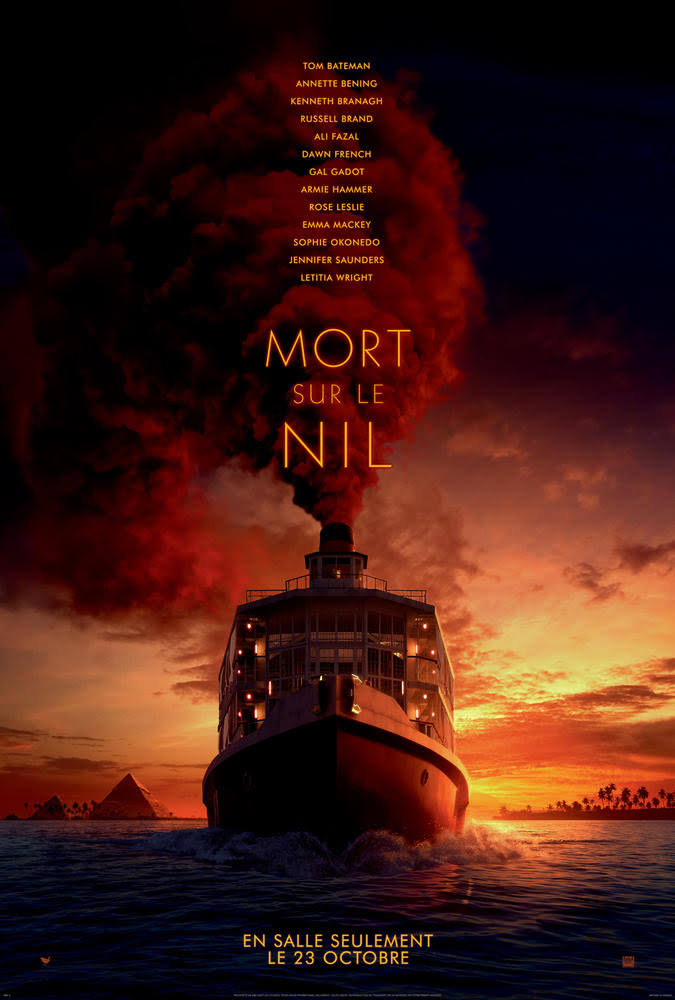 TOM BATEMAN
ANNETTE BENING
KENNETH BRANAGH
RUSSELL BRAND
ALI FAZAL
DAWN FRENCH
GAL GADOT
ARMIE HAMMER
ROSE LESLIE
EMMA MACKEY
SOPHIE OKONEDO
JENNIFER SAUNDERS
LETITIA WRIGHT
MORT
SUR LE
NIL
EN SALLE SEULEMENT
LE 23 OCTOBRE